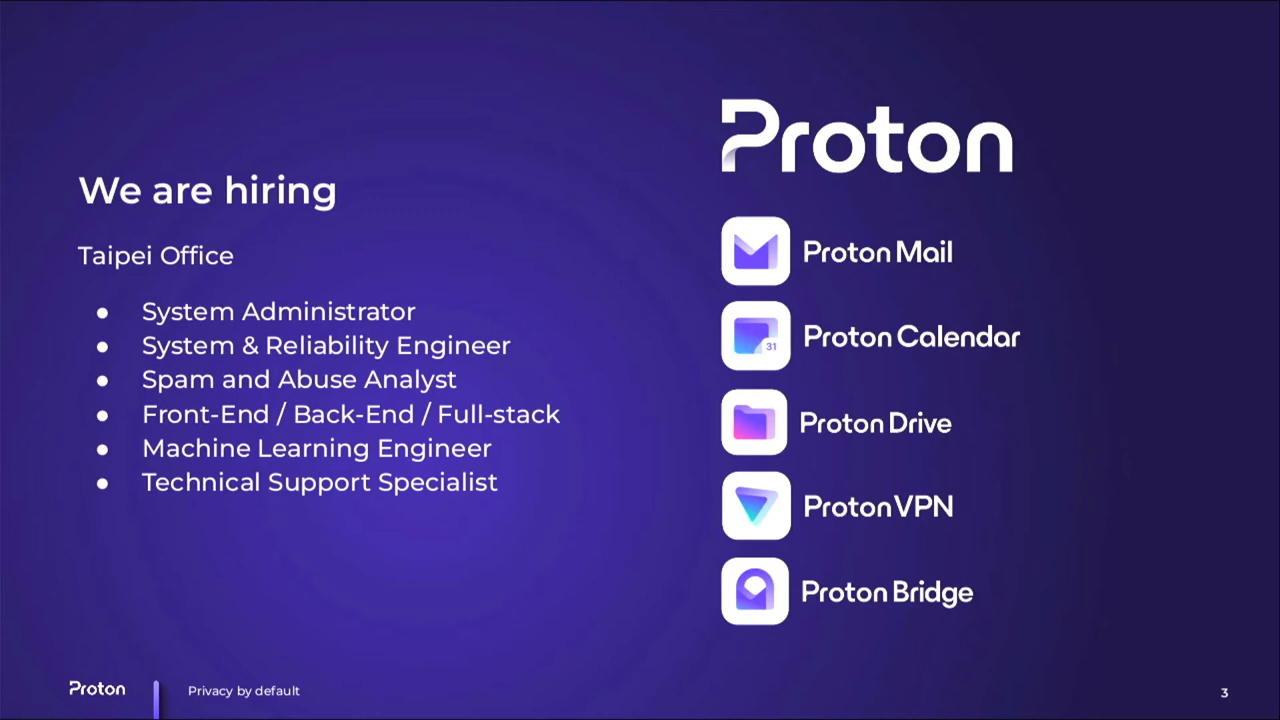 We are hiring
Taipei Office
● System Administrator
● System & Reliability Engineer
● Spam and Abuse Analyst
● Front-End / Back-End / Full-stack
● Machine Learning Engineer
● Technical Support Specialist
Proton
Proton Mail
31
Proton Calendar
Proton Drive
Proton VPN
Proton Bridge
Proton
Privacy by default
3